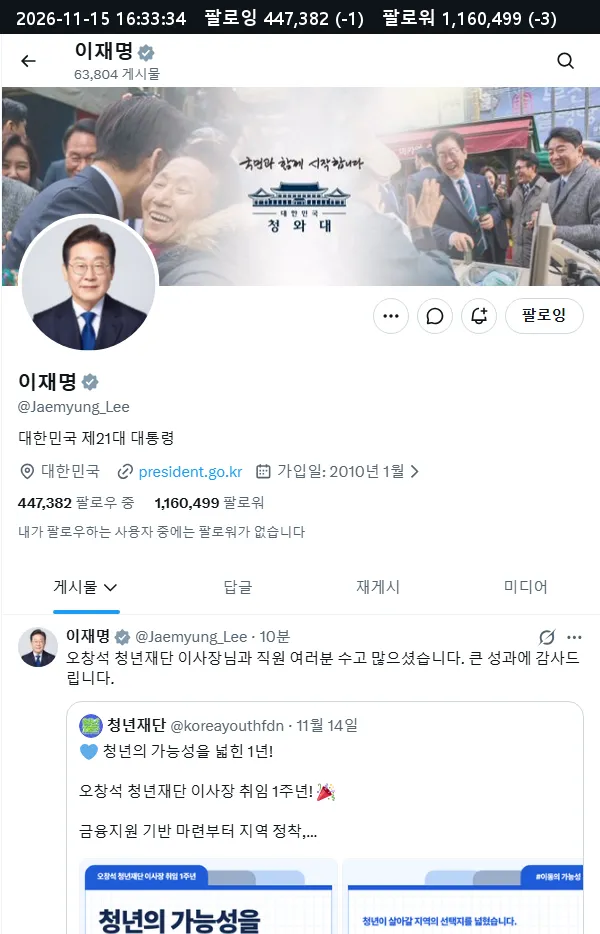 2026-11-15 16:33:34 팔로잉 447,382 (-1) 팔로워 1,160,499 (-3)
이재명
63,804 게시물
국민과 함께 시작합니다
대한민국
청와대
팔로잉
이재명
@Jaemyung_Lee
대한민국 제21대 대통령
대한민국 president.go.kr 가입일: 2010년 1월
447,382 팔로우 중 1,160,499 팔로워
내가 팔로우하는 사용자 중에는 팔로워가 없습니다
게시물 답글 재게시 미디어
이재명 @Jaemyung_Lee · 10분
오창석 청년재단 이사장님과 직원 여러분 수고 많으셨습니다. 큰 성과에 감사드
립니다.
청년재단 @koreayouthfdn · 11월 14일
💙 청년의 가능성을 넓힌 1년!
오창석 청년재단 이사장 취임 1주년! 🎉
금융지원 기반 마련부터 지역 정착,...
오창석 청년재단 이사장 취임 1주년
#이동의 가능성
청년의 가능성을
청년이 살아갈 지역의 선택지를 넓혔습니다.